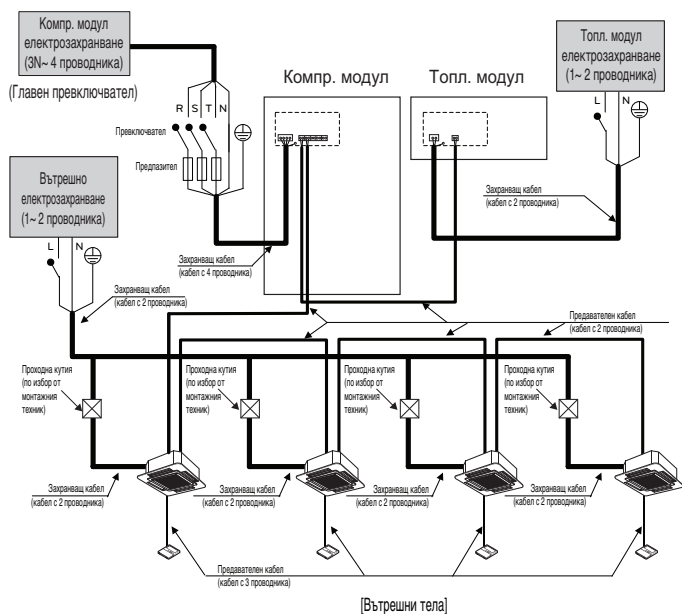 Компр. модул
електрозахранване
(3N~ 4 проводника)
(Главен превключвател)
R S T N
Превключвател
Предпазител
Компр. модул
Топл. модул
Топл. модул
електрозахранване
(1~ 2 проводника)
L N
Захранващ кабел
(кабел с 2 проводника)
Вътрешно
електрозахранване
(1~ 2 проводника)
L N
Захранващ кабел
(кабел с 4 проводника)
Захранващ кабел
(кабел с 2 проводника)
Предавателен кабел
(кабел с 2 проводника)
Проходна кутия
(по избор от
монтажния
техник)
Проходна кутия
(по избор от
монтажния
техник)
Проходна кутия
(по избор от
монтажния
техник)
Проходна кутия
(по избор от
монтажния
техник)
Захранващ кабел
(кабел с 2 проводника)
Захранващ кабел
(кабел с 2 проводника)
Захранващ кабел
(кабел с 2 проводника)
Захранващ кабел
(кабел с 2 проводника)
Предавателен кабел
(кабел с 3 проводника)
[Вътрешни тела]